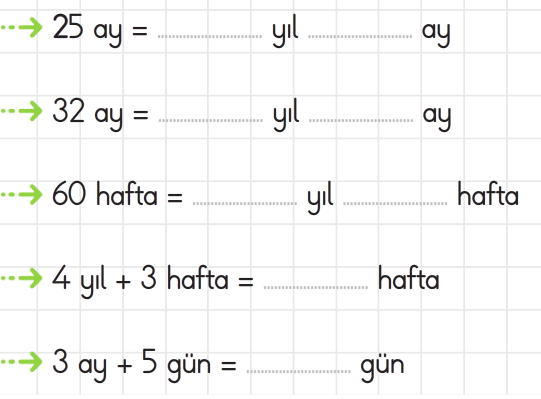 25 ay = .................... yıl .................... ay
32 ay = .................... yıl .................... ay
60 hafta = .................... yıl .................... hafta
4 yıl + 3 hafta = .................... hafta
3 ay + 5 gün = .................... gün